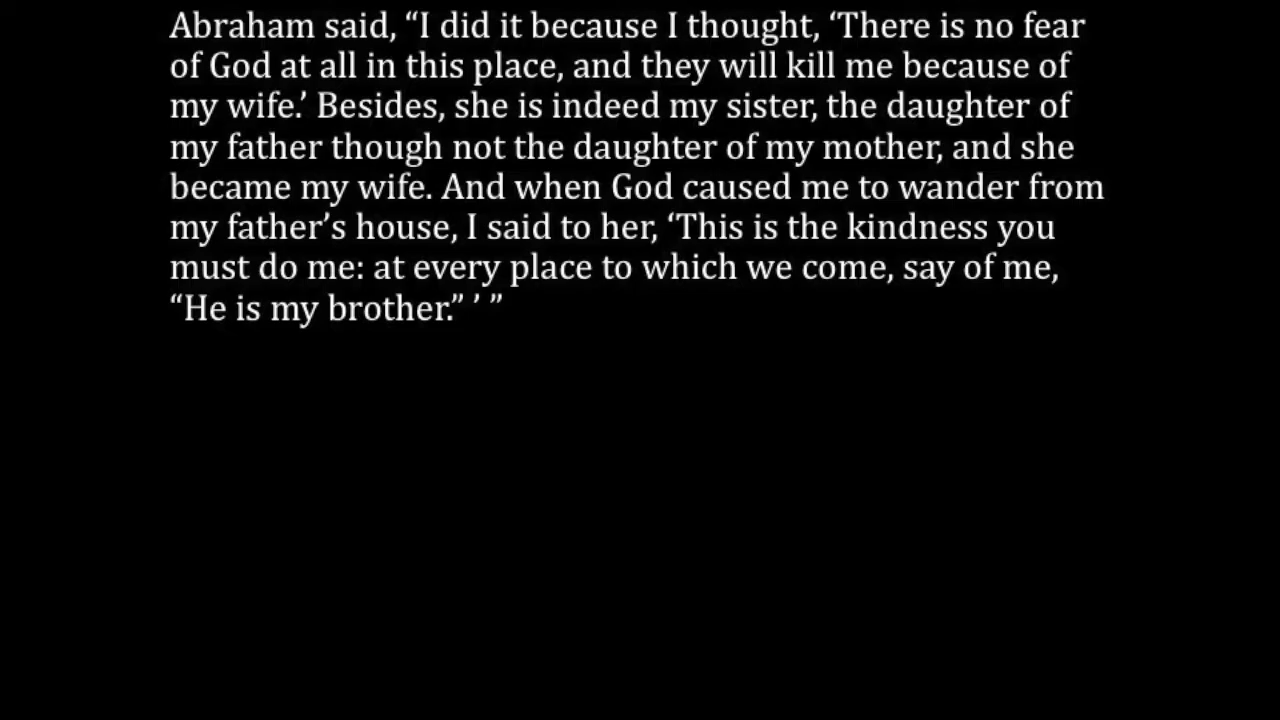 Abraham said, “I did it because I thought, ‘There is no fear
of God at all in this place, and they will kill me because of
my wife.’ Besides, she is indeed my sister, the daughter of
my father though not the daughter of my mother, and she
became my wife. And when God caused me to wander from
my father’s house, I said to her, ‘This is the kindness you
must do me: at every place to which we come, say of me,
“He is my brother.” ’ ”